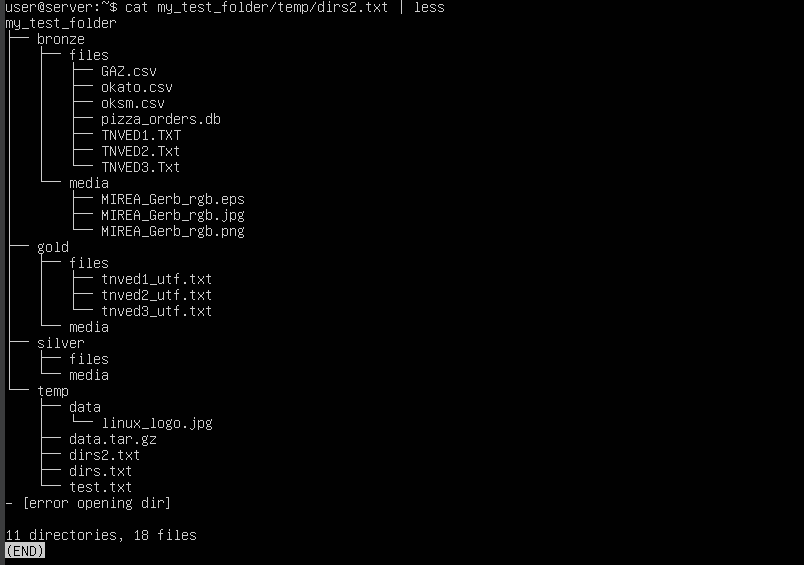 user@server:~$ cat my_test_folder/temp/dirs2.txt | less
my_test_folder
├── bronze
│   ├── files
│   │   ├── GAZ.csv
│   │   ├── okato.csv
│   │   ├── oksm.csv
│   │   ├── pizza_orders.db
│   │   ├── TNVED1.TXT
│   │   ├── TNVED2.Txt
│   │   └── TNVED3.Txt
│   └── media
│       ├── MIREA_Gerb_rgb.eps
│       ├── MIREA_Gerb_rgb.jpg
│       └── MIREA_Gerb_rgb.png
├── gold
│   ├── files
│   │   ├── tnved1_utf.txt
│   │   ├── tnved2_utf.txt
│   │   └── tnved3_utf.txt
│   └── media
├── silver
│   ├── files
│   └── media
└── temp
    ├── data
    │   └── linux_logo.jpg
    ├── data.tar.gz
    ├── dirs2.txt
    ├── dirs.txt
    └── test.txt
- [error opening dir]

11 directories, 18 files
(END)